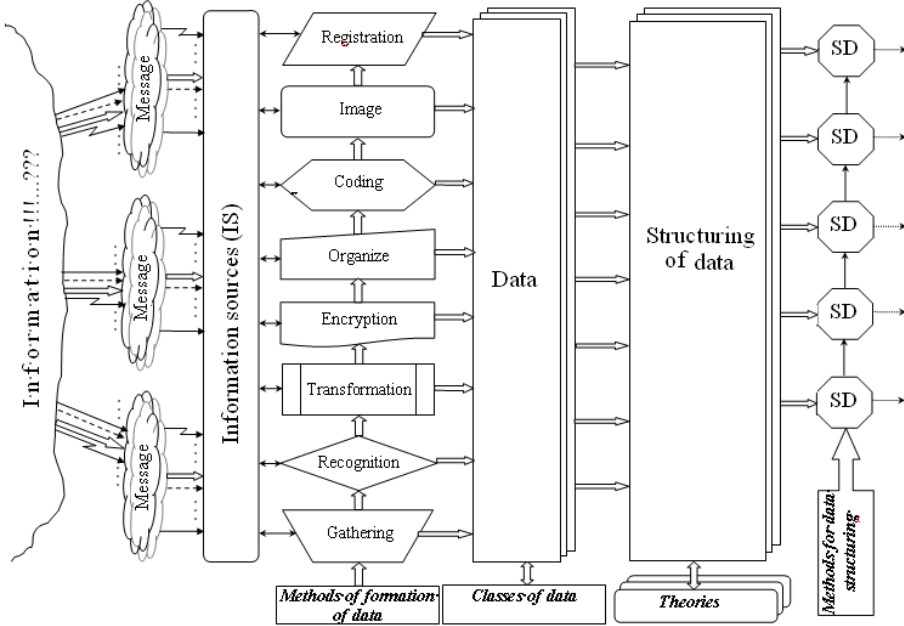 Information!!!...???
Message
Message
Message
Information sources (IS)
Registration
Image
Coding
Organize
Encryption
Transformation
Recognition
Gathering
Methods of formation
of data
Data
Classes of data
Structuring
of data
Theories
SD
SD
SD
SD
SD
Methods for data
structuring